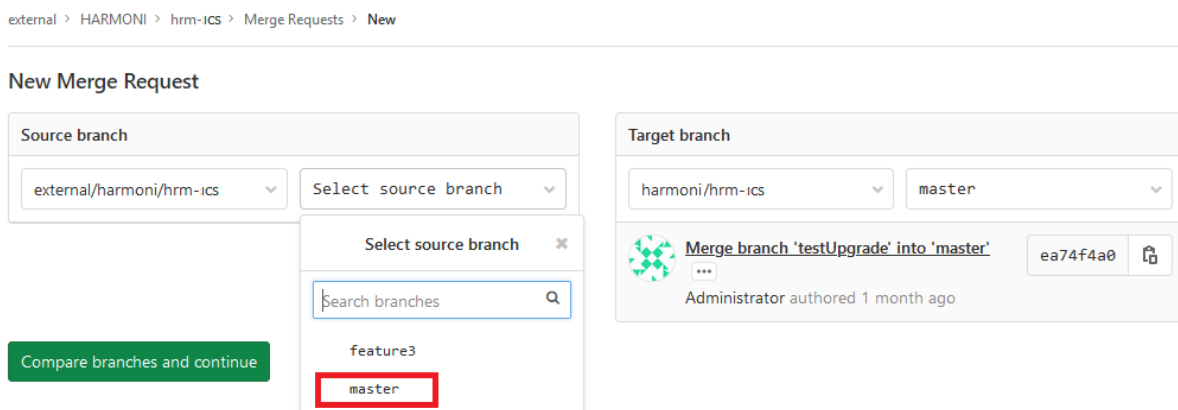 external > HARMONI > hrm-ics > Merge Requests > New
New Merge Request
Source branch
external/harmoni/hrm-ics
Select source branch
Select source branch
Search branches
feature3
master
Compare branches and continue
Target branch
harmoni/hrm-ics
master
Merge branch 'testUpgrade' into 'master'
ea74f4a0
Administrator authored 1 month ago